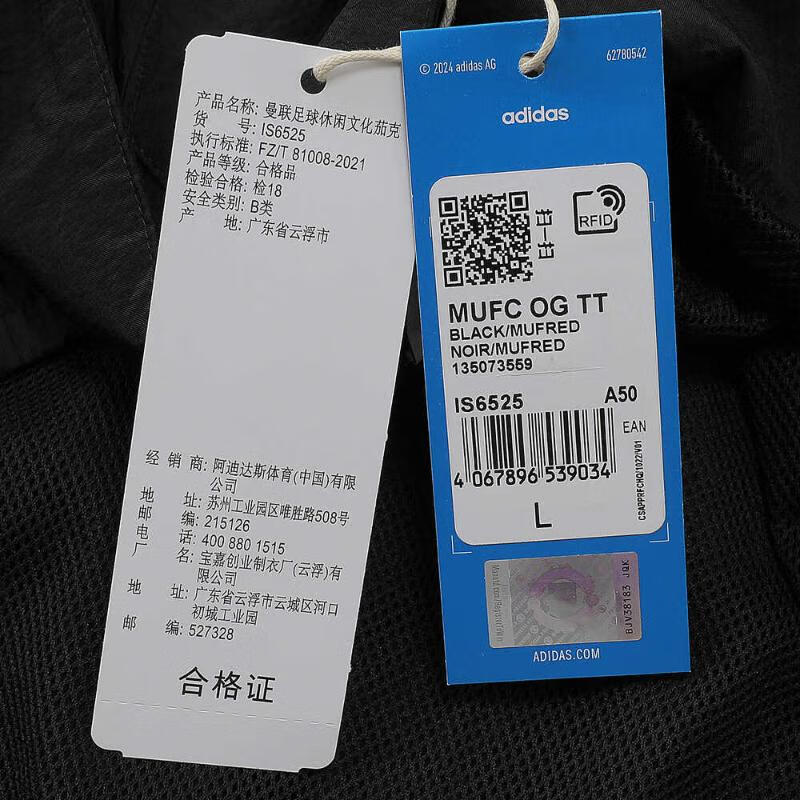 产品名称: 曼联足球休闲文化茄克
货 号: IS6525
执行标准: FZ/T 81008-2021
产品等级: 合格品
检验合格: 检18
安全类别: B类
产 地: 广东省云浮市
经 销 商: 阿迪达斯体育(中国)有限
公司
地 址: 苏州工业园区唯胜路508号
邮 编: 215126
电 话: 400 880 1515
厂 名: 宝嘉创业制衣厂(云浮)有
限公司
地 址: 广东省云浮市云城区河口
初城工业园
邮 编: 527328
合格证
© 2024 adidas AG
62780542
adidas
RFID
MUFC OG TT
BLACK/MUFRED
NOIR/MUFRED
135073559
IS6525 A50
EAN
4 067896 539034
CSAPPRFCHQ/1022/V01
L
BJV38183 JQK
ADIDAS.COM